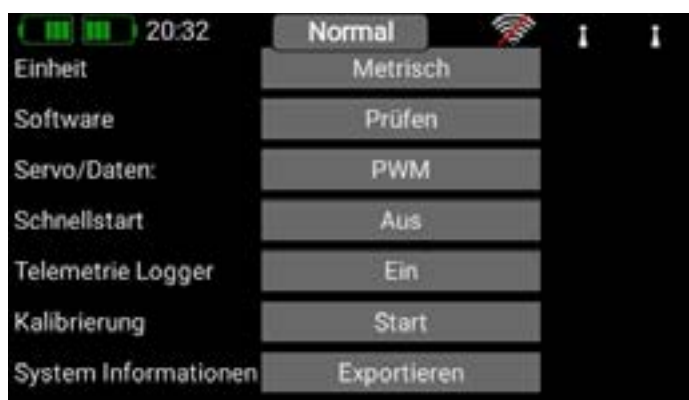 20:32 Normal
Einheit Metrisch
Software Prüfen
Servo/Daten: PWM
Schnellstart Aus
Telemetrie Logger Ein
Kalibrierung Start
System Informationen Exportieren